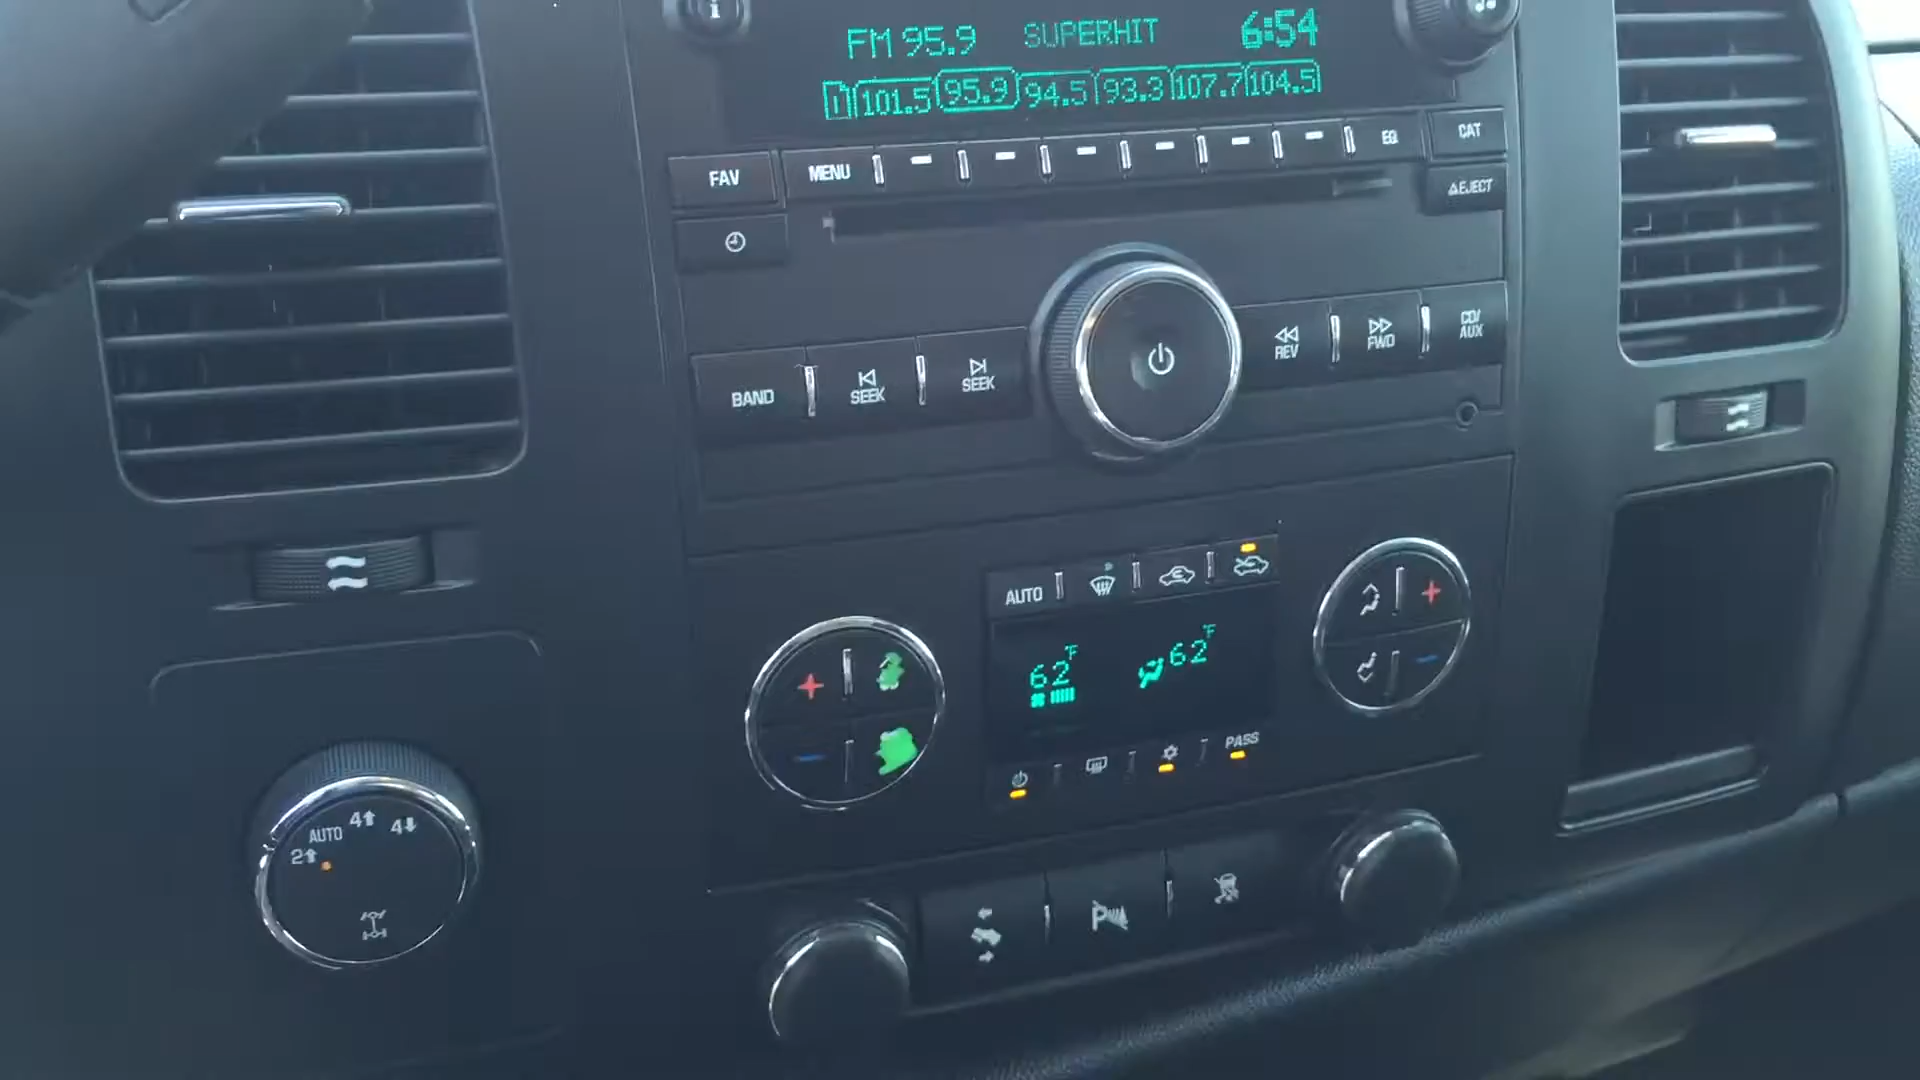 i
FM 95.9 SUPERHIT 6:54
101.5 95.9 94.5 93.3 107.7 104.5
FAV MENU EQ CAT
EJECT
BAND SEEK SEEK REV FWD CD/
AUX
AUTO
62°F 62°F
PASS
2 AUTO 4 4
P